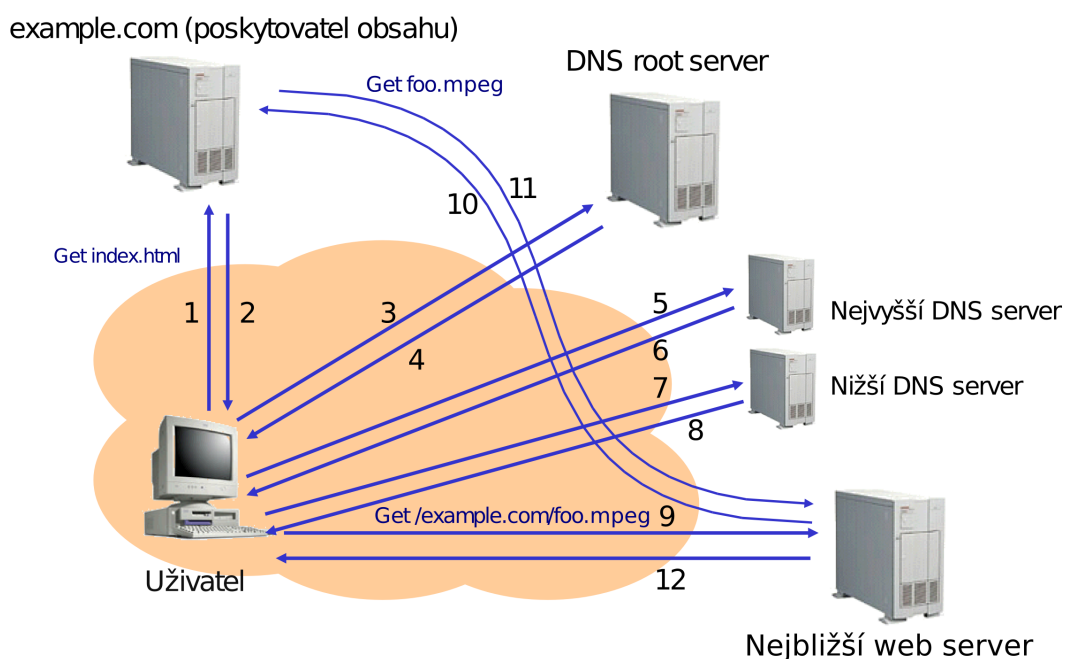 example.com (poskytovatel obsahu)
DNS root server
Get foo.mpeg
11
10
Get index.html
1
2
3
4
5
6
7
8
Nejvyšší DNS server
Nižší DNS server
Get /example.com/foo.mpeg
9
12
Uživatel
Nejbližší web server